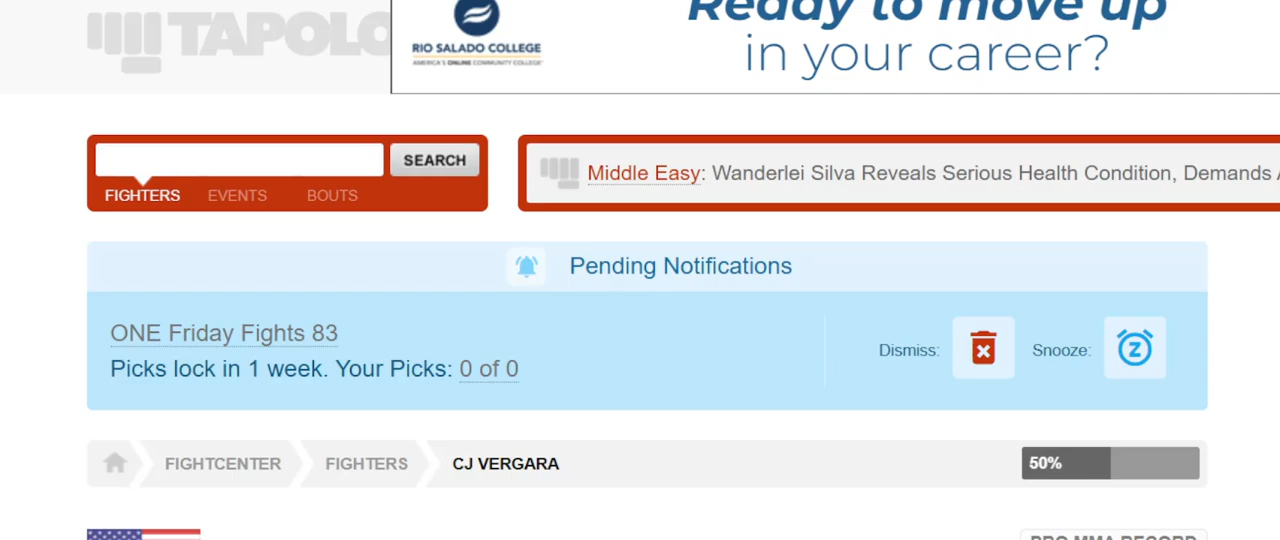 TAPOLO
Ready to move up
RIO SALADO COLLEGE
AMERICA'S ONLINE COMMUNITY COLLEGE
in your career?
SEARCH
FIGHTERS EVENTS BOUTS
Middle Easy: Wanderlei Silva Reveals Serious Health Condition, Demands
Pending Notifications
ONE Friday Fights 83
Picks lock in 1 week. Your Picks: 0 of 0
Dismiss: Snooze:
FIGHTCENTER FIGHTERS CJ VERGARA 50%
PRO MMA RECORD